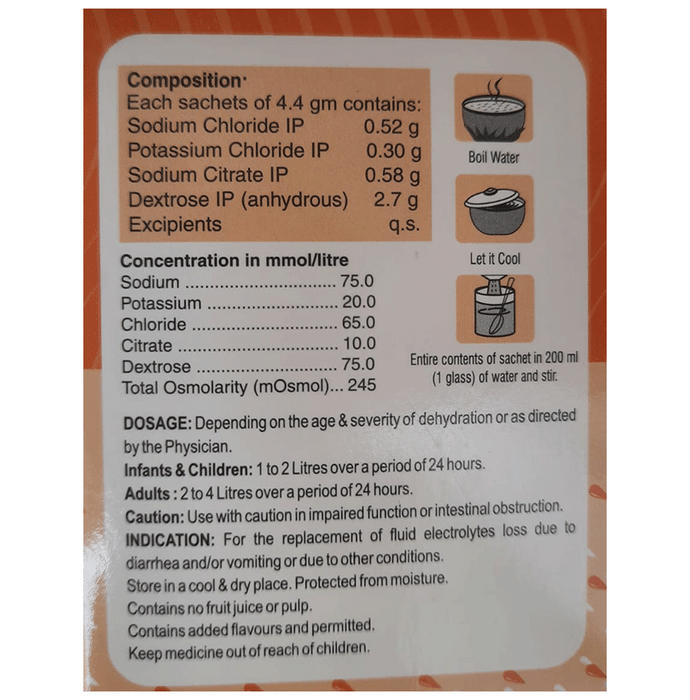 Composition·
Each sachets of 4.4 gm contains:
Sodium Chloride IP 0.52 g
Potassium Chloride IP 0.30 g
Sodium Citrate IP 0.58 g
Dextrose IP (anhydrous) 2.7 g
Excipients q.s.
Boil Water
Let it Cool
Entire contents of sachet in 200 ml
(1 glass) of water and stir.
Concentration in mmol/litre
Sodium ................................ 75.0
Potassium ........................... 20.0
Chloride .............................. 65.0
Citrate ................................. 10.0
Dextrose ............................. 75.0
Total Osmolarity (mOsmol)... 245
DOSAGE: Depending on the age & severity of dehydration or as directed
by the Physician.
Infants & Children: 1 to 2 Litres over a period of 24 hours.
Adults : 2 to 4 Litres over a period of 24 hours.
Caution: Use with caution in impaired function or intestinal obstruction.
INDICATION: For the replacement of fluid electrolytes loss due to
diarrhea and/or vomiting or due to other conditions.
Store in a cool & dry place. Protected from moisture.
Contains no fruit juice or pulp.
Contains added flavours and permitted.
Keep medicine out of reach of children.